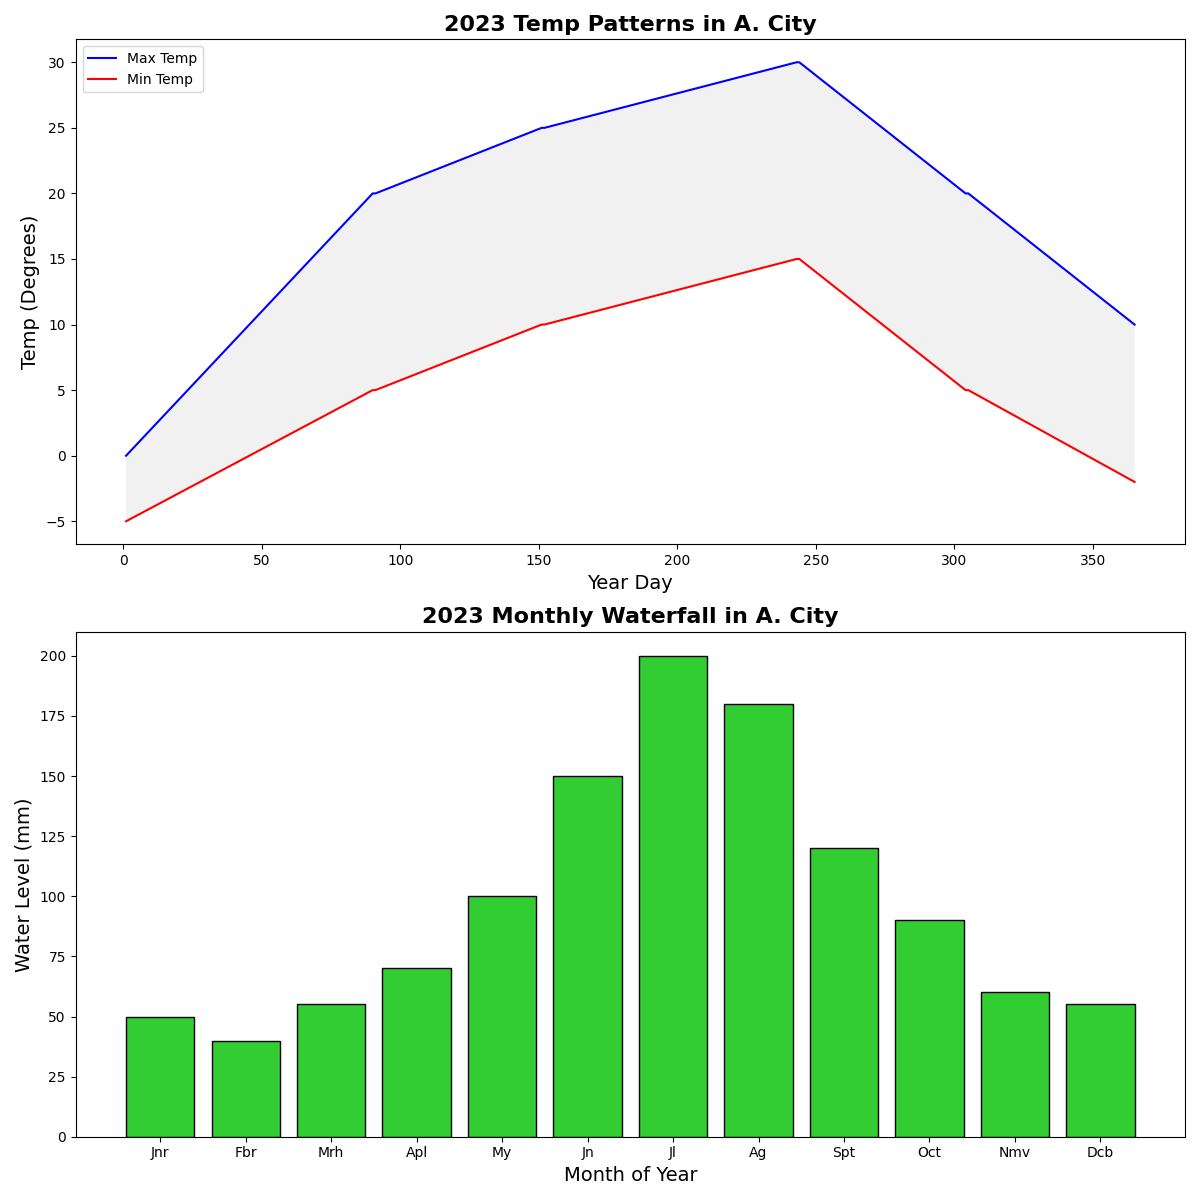 2023 Temp Patterns in A. City
Max Temp
Min Temp
Temp (Degrees)
30
25
20
15
10
5
0
−5
0 50 100 150 200 250 300 350
Year Day
2023 Monthly Waterfall in A. City
Water Level (mm)
200
175
150
125
100
75
50
25
0
Jnr Fbr Mrh Apl My Jn Jl Ag Spt Oct Nmv Dcb
Month of Year